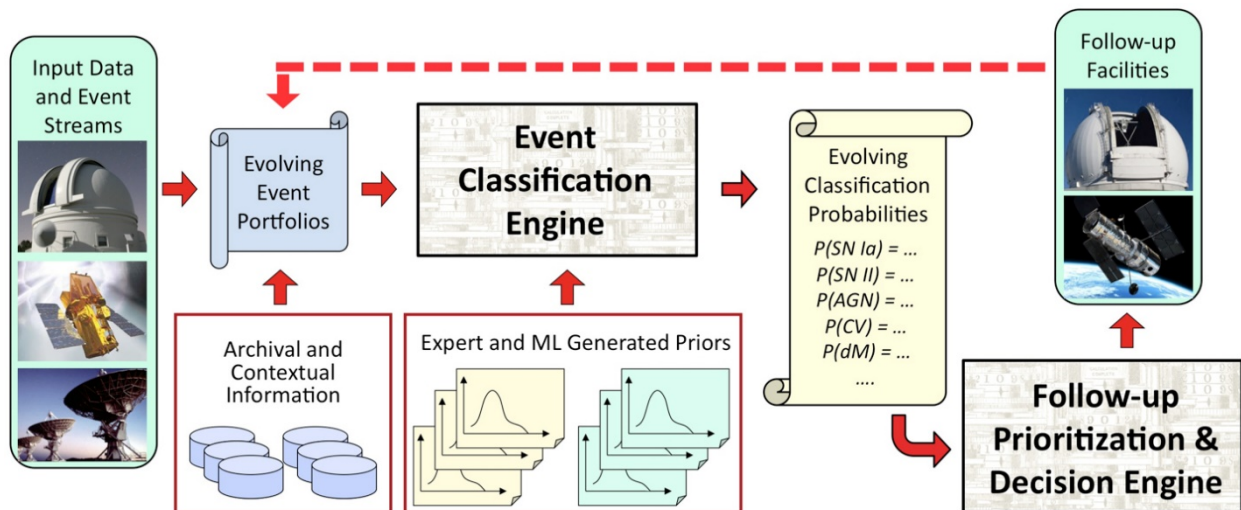 Input Data
and Event
Streams
Evolving
Event
Portfolios
Event
Classification
Engine
Evolving
Classification
Probabilities
P(SN Ia) = ...
P(SN II) = ...
P(AGN) = ...
P(CV) = ...
P(dM) = ...
....
Follow-up
Facilities
Archival and
Contextual
Information
Expert and ML Generated Priors
Follow-up
Prioritization &
Decision Engine